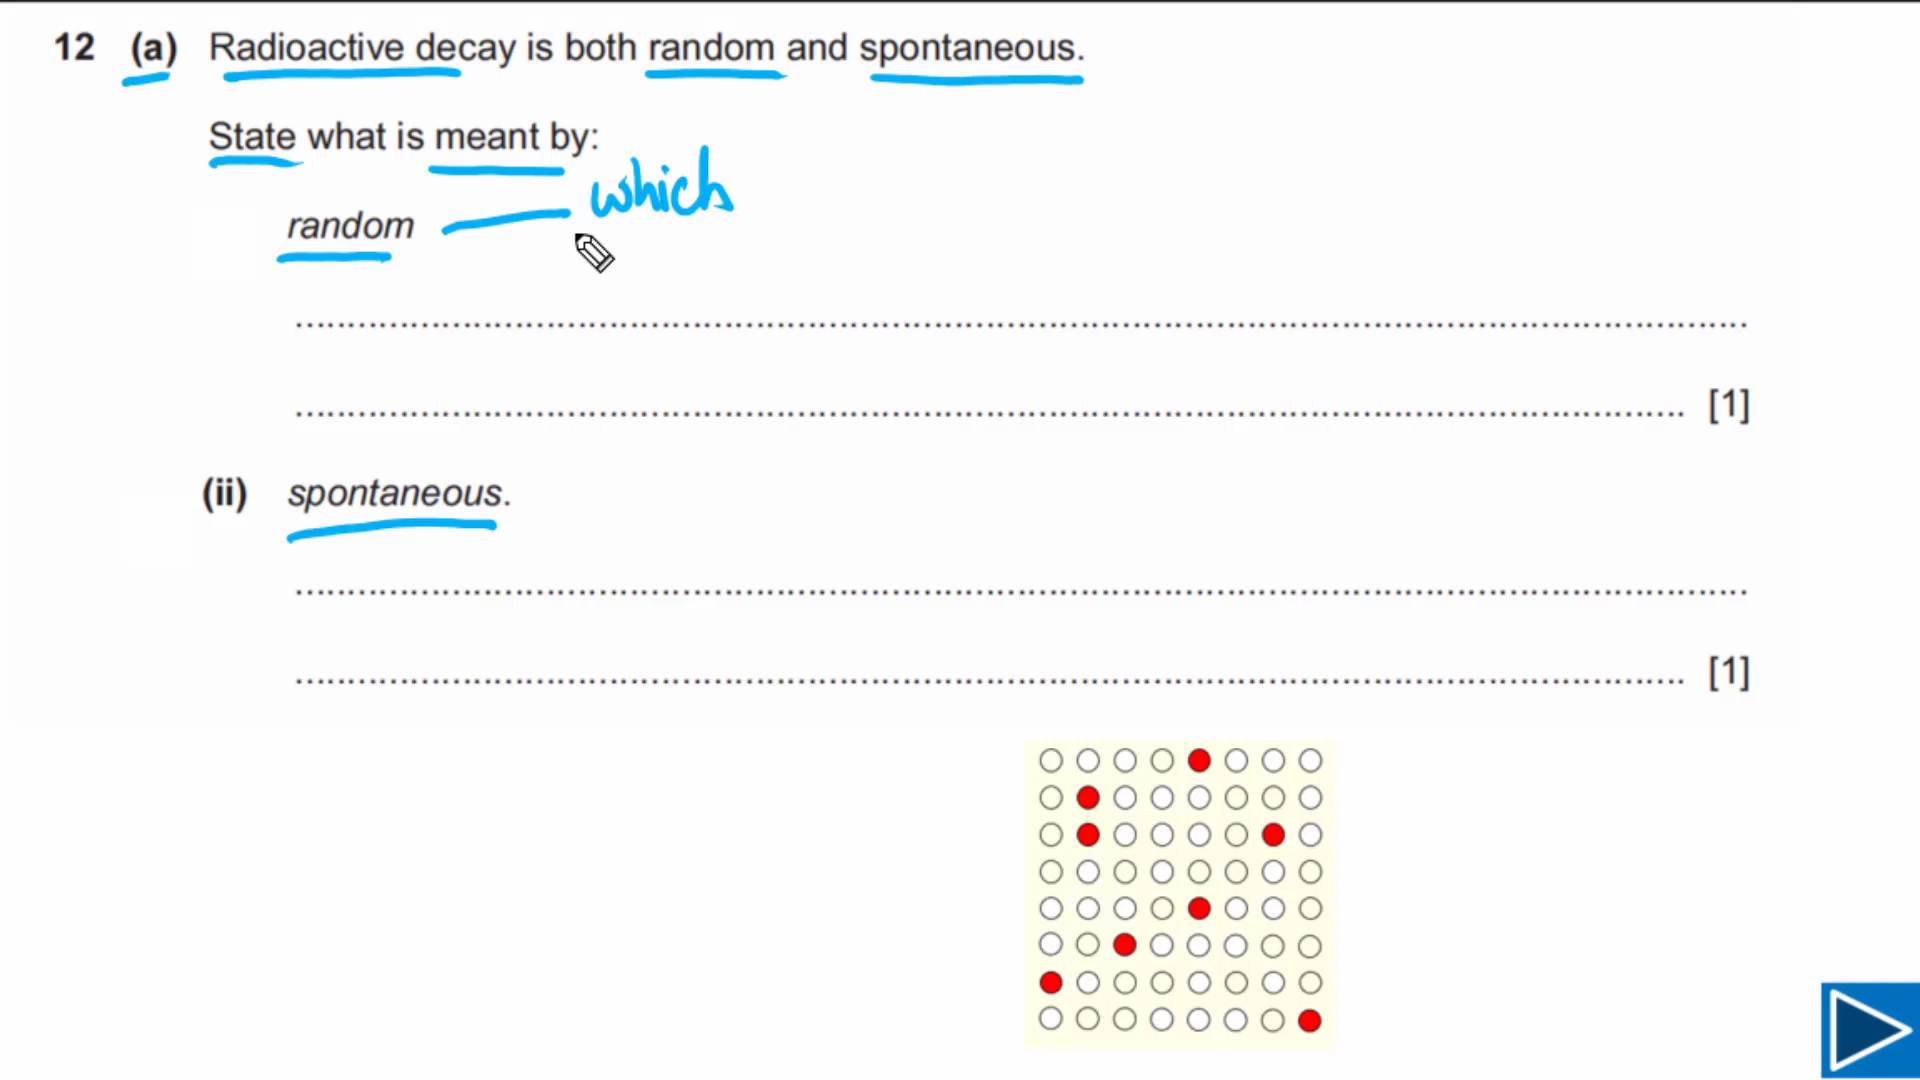 12 (a) Radioactive decay is both random and spontaneous.
State what is meant by:
which
random
[1]
(ii) spontaneous.
[1]